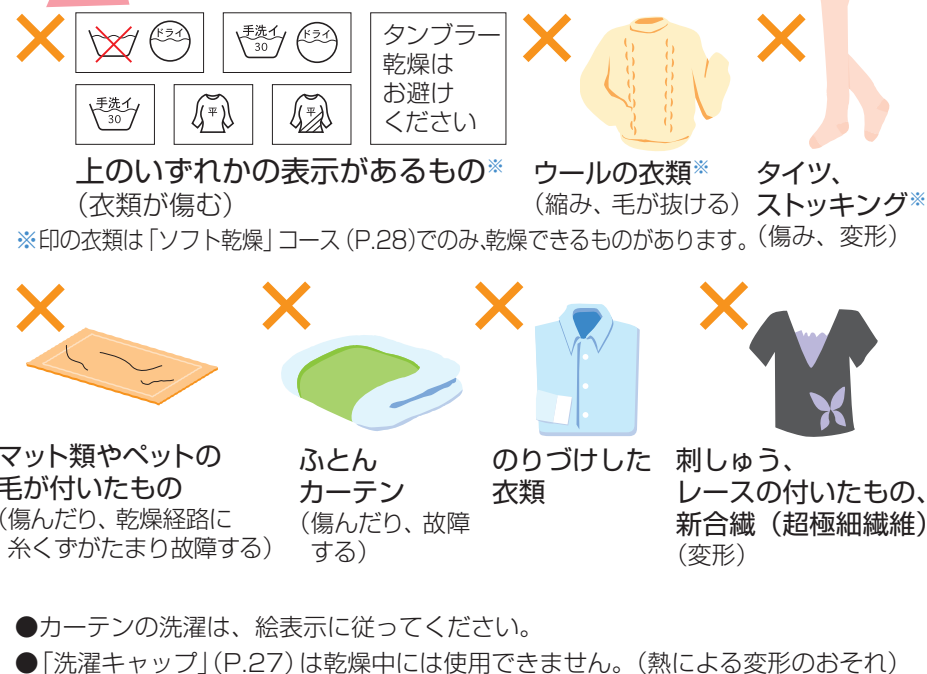 ドライ
手洗イ
30
ドライ
手洗イ
30
平
平
タンブラー
乾燥は
お避け
ください
上のいずれかの表示があるもの※
(衣類が傷む)
ウールの衣類※
(縮み、毛が抜ける)
タイツ、
ストッキング※
(傷み、変形)
※印の衣類は「ソフト乾燥」コース(P.28)でのみ、乾燥できるものがあります。
マット類やペットの
毛が付いたもの
(傷んだり、乾燥経路に
糸くずがたまり故障する)
ふとん
カーテン
(傷んだり、故障
する)
のりづけした
衣類
刺しゅう、
レースの付いたもの、
新合繊(超極細繊維)
(変形)
●カーテンの洗濯は、絵表示に従ってください。
●「洗濯キャップ」(P.27)は乾燥中には使用できません。(熱による変形のおそれ)